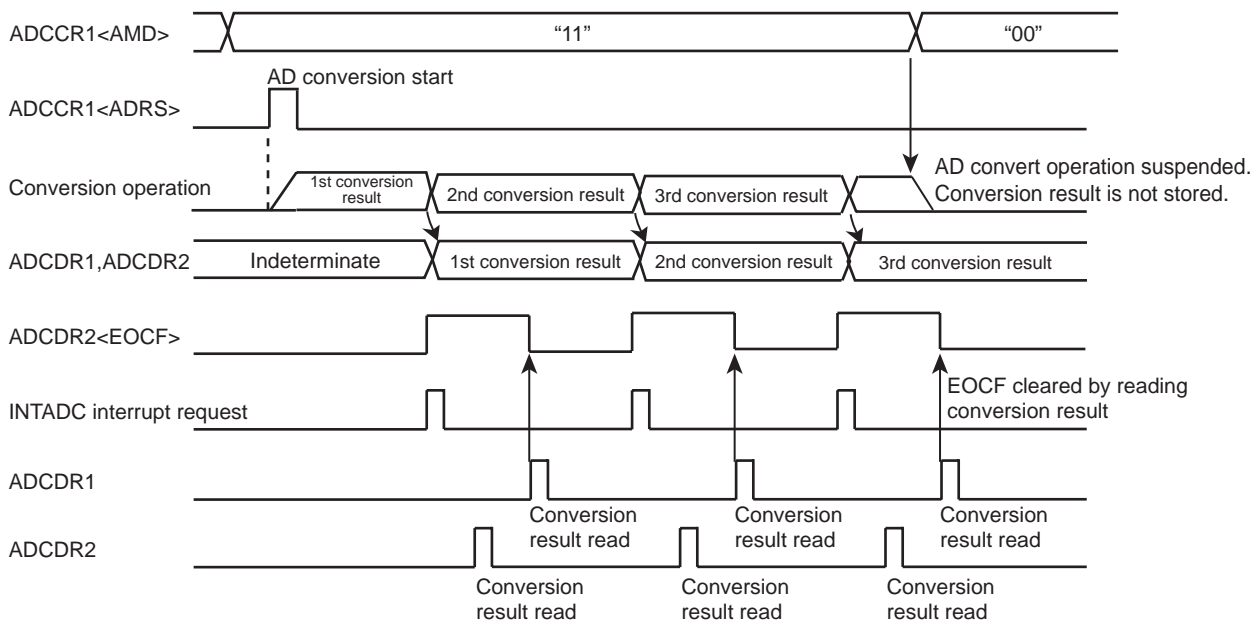 ADCCR1<AMD>
“11”
“00”
AD conversion start
ADCCR1<ADRS>
Conversion operation
1st conversion
result
2nd conversion result
3rd conversion result
AD convert operation suspended.
Conversion result is not stored.
ADCDR1,ADCDR2
Indeterminate
1st conversion result
2nd conversion result
3rd conversion result
ADCDR2<EOCF>
EOCF cleared by reading
conversion result
INTADC interrupt request
ADCDR1
Conversion
result read
Conversion
result read
Conversion
result read
ADCDR2
Conversion
result read
Conversion
result read
Conversion
result read